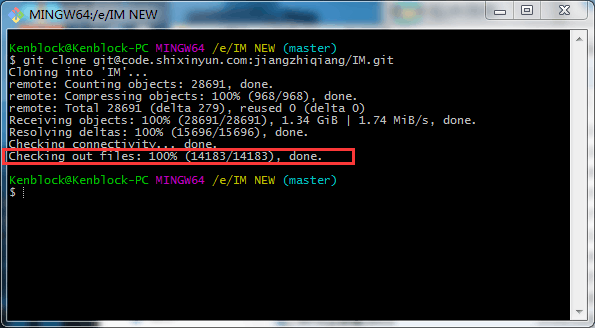 MINGW64:/e/IM NEW
Kenblock@Kenblock-PC MINGW64 /e/IM NEW (master)
$ git clone git@code.shixinyun.com:jiangzhiqiang/IM.git
Cloning into 'IM'...
remote: Counting objects: 28691, done.
remote: Compressing objects: 100% (968/968), done.
remote: Total 28691 (delta 279), reused 0 (delta 0)
Receiving objects: 100% (28691/28691), 1.34 GiB | 1.74 MiB/s, done.
Resolving deltas: 100% (15696/15696), done.
Checking connectivity... done.
Checking out files: 100% (14183/14183), done.
Kenblock@Kenblock-PC MINGW64 /e/IM NEW (master)
$